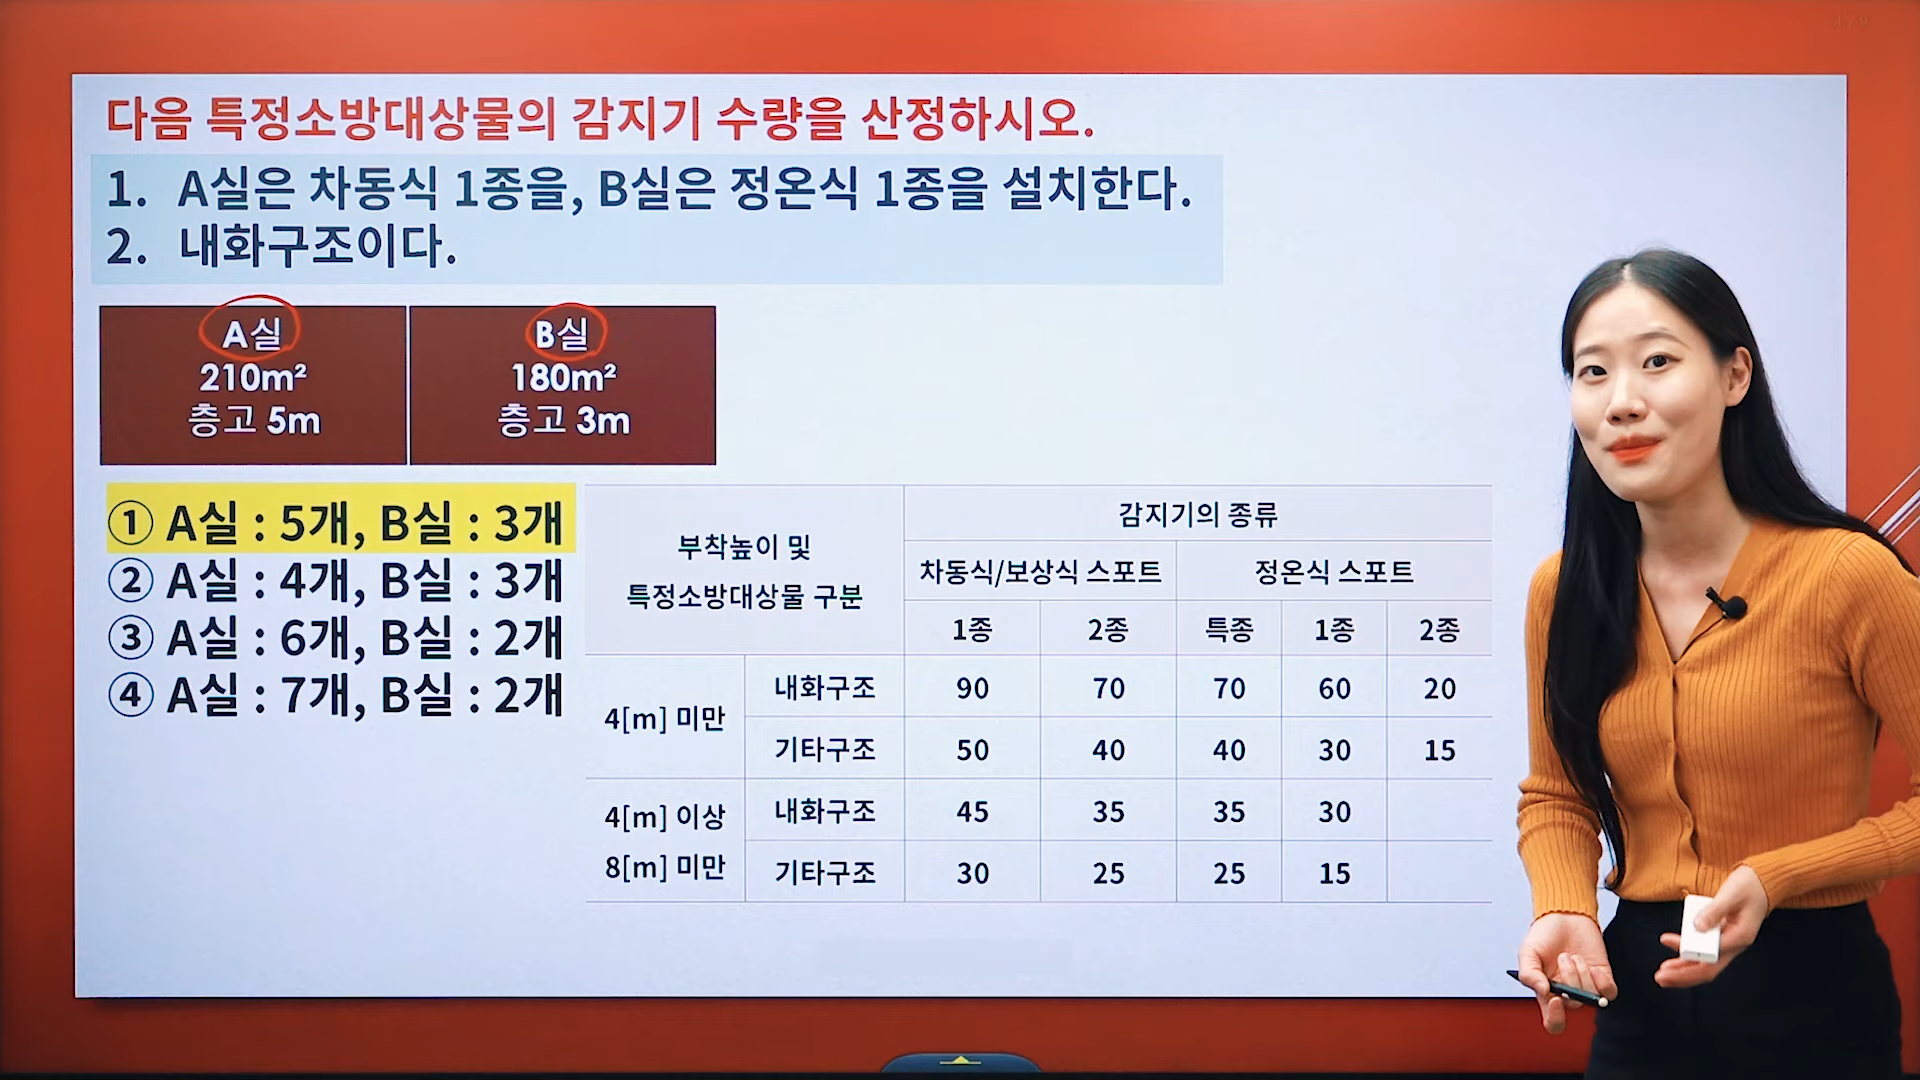 다음 특정소방대상물의 감지기 수량을 산정하시오.
1. A실은 차동식 1종을, B실은 정온식 1종을 설치한다.
2. 내화구조이다.
A실
210m²
층고 5m
B실
180m²
층고 3m
① A실 : 5개, B실 : 3개
② A실 : 4개, B실 : 3개
③ A실 : 6개, B실 : 2개
④ A실 : 7개, B실 : 2개
부착높이 및
특정소방대상물 구분
감지기의 종류
차동식/보상식 스포트
정온식 스포트
1종 2종 특종 1종 2종
4[m] 미만
내화구조 90 70 70 60 20
기타구조 50 40 40 30 15
4[m] 이상
8[m] 미만
내화구조 45 35 35 30
기타구조 30 25 25 15